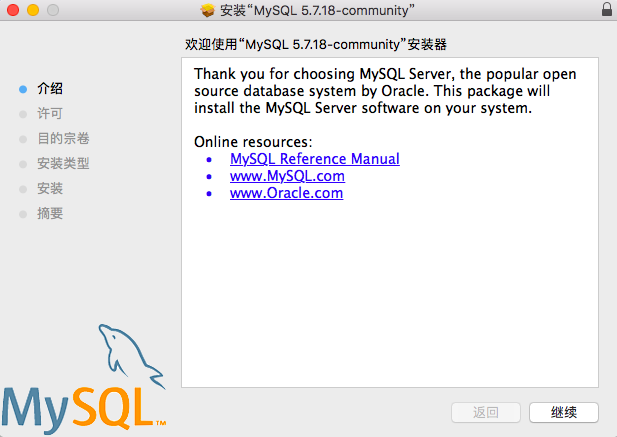 安装“MySQL 5.7.18-community”
欢迎使用“MySQL 5.7.18-community”安装器
介绍
许可
目的宗卷
安装类型
安装
摘要
Thank you for choosing MySQL Server, the popular open
source database system by Oracle. This package will
install the MySQL Server software on your system.
Online resources:
• MySQL Reference Manual
• www.MySQL.com
• www.Oracle.com
MySQL™
返回
继续